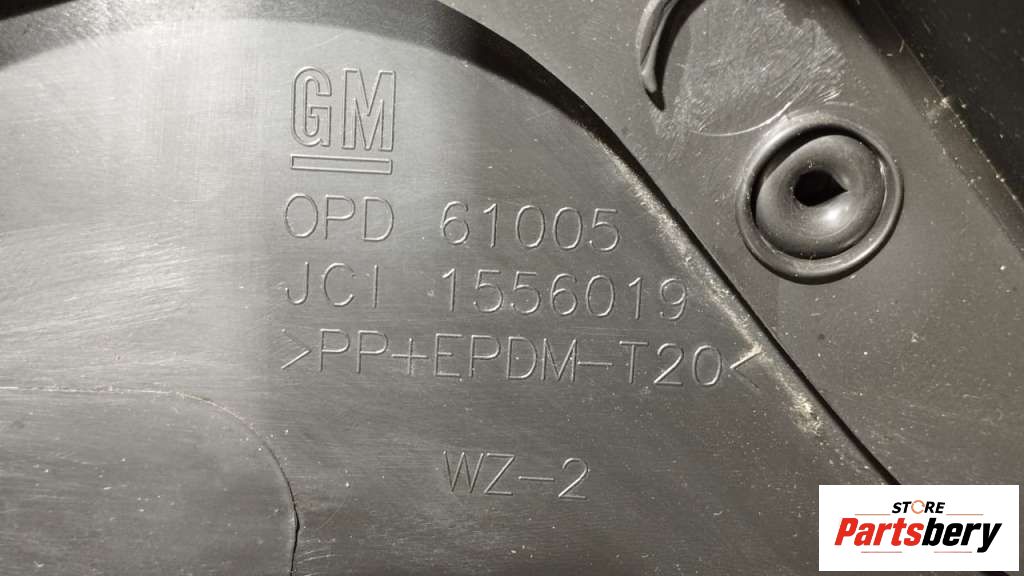 GM
OPD 61005
JCI 1556019
>PP+EPDM-T20<
WZ-2
STORE
Partsbery